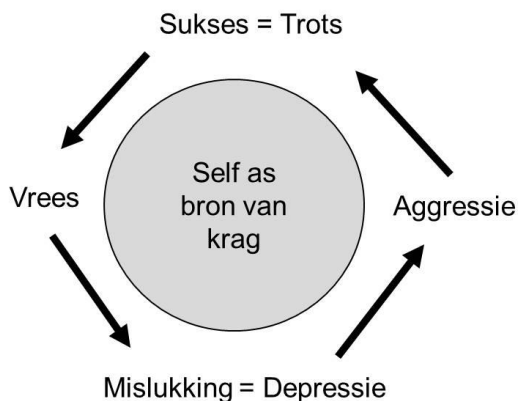 Sukses = Trots
Vrees
Self as
bron van
krag
Aggressie
Mislukking = Depressie